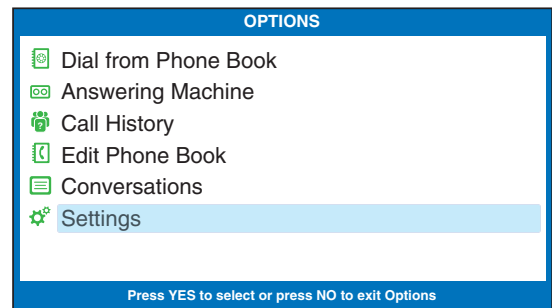 OPTIONS
Dial from Phone Book
Answering Machine
Call History
Edit Phone Book
Conversations
Settings
Press YES to select or press NO to exit Options